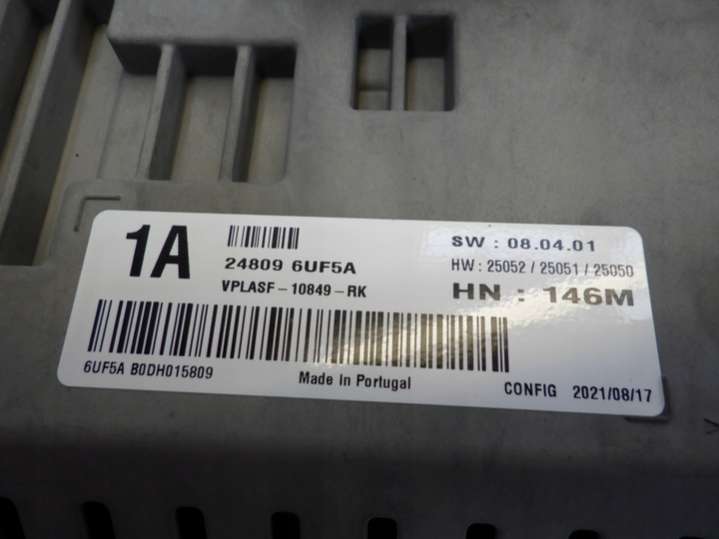 1A
24809 6UF5A
VPLASF-10849-RK
SW : 08.04.01
HW : 25052 / 25051 / 25050
HN : 146M
6UF5A B0DH015809
Made In Portugal
CONFIG 2021/08/17